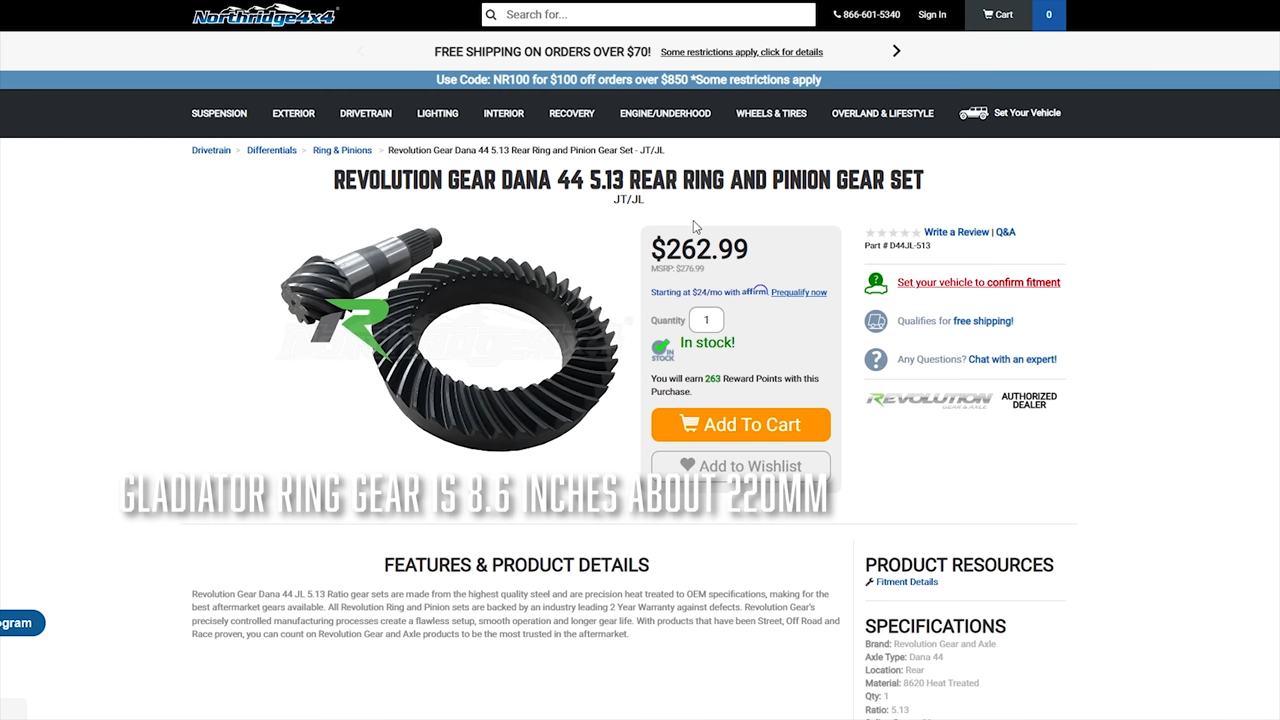 Northridge4x4
Search for...
866-601-5340
Sign In
Cart
0
FREE SHIPPING ON ORDERS OVER $70! Some restrictions apply, click for details
Use Code: NR100 for $100 off orders over $850 *Some restrictions apply
SUSPENSION
EXTERIOR
DRIVETRAIN
LIGHTING
INTERIOR
RECOVERY
ENGINE/UNDERHOOD
WHEELS & TIRES
OVERLAND & LIFESTYLE
Set Your Vehicle
Drivetrain > Differentials > Ring & Pinions > Revolution Gear Dana 44 5.13 Rear Ring and Pinion Gear Set - JT/JL
REVOLUTION GEAR DANA 44 5.13 REAR RING AND PINION GEAR SET
JT/JL
$262.99
MSRP: $276.99
Starting at $24/mo with affirm. Prequalify now
Quantity 1
IN STOCK
In stock!
You will earn 263 Reward Points with this
Purchase.
Add To Cart
Add to Wishlist
Write a Review | Q&A
Part # D44JL-513
Set your vehicle to confirm fitment
Qualifies for free shipping!
Any Questions? Chat with an expert!
REVOLUTION
GEAR & AXLE
AUTHORIZED
DEALER
GLADIATOR RING GEAR IS 8.6 INCHES ABOUT 220MM
FEATURES & PRODUCT DETAILS
Revolution Gear Dana 44 JL 5.13 Ratio gear sets are made from the highest quality steel and are precision heat treated to OEM specifications, making for the
best aftermarket gears available. All Revolution Ring and Pinion sets are backed by an industry leading 2 Year Warranty against defects. Revolution Gear's
precisely controlled manufacturing processes create a flawless setup, smooth operation and longer gear life. With products that have been Street, Off Road and
Race proven, you can count on Revolution Gear and Axle products to be the most trusted in the aftermarket.
ogram
PRODUCT RESOURCES
Fitment Details
SPECIFICATIONS
Brand: Revolution Gear and Axle
Axle Type: Dana 44
Location: Rear
Material: 8620 Heat Treated
Qty: 1
Ratio: 5.13